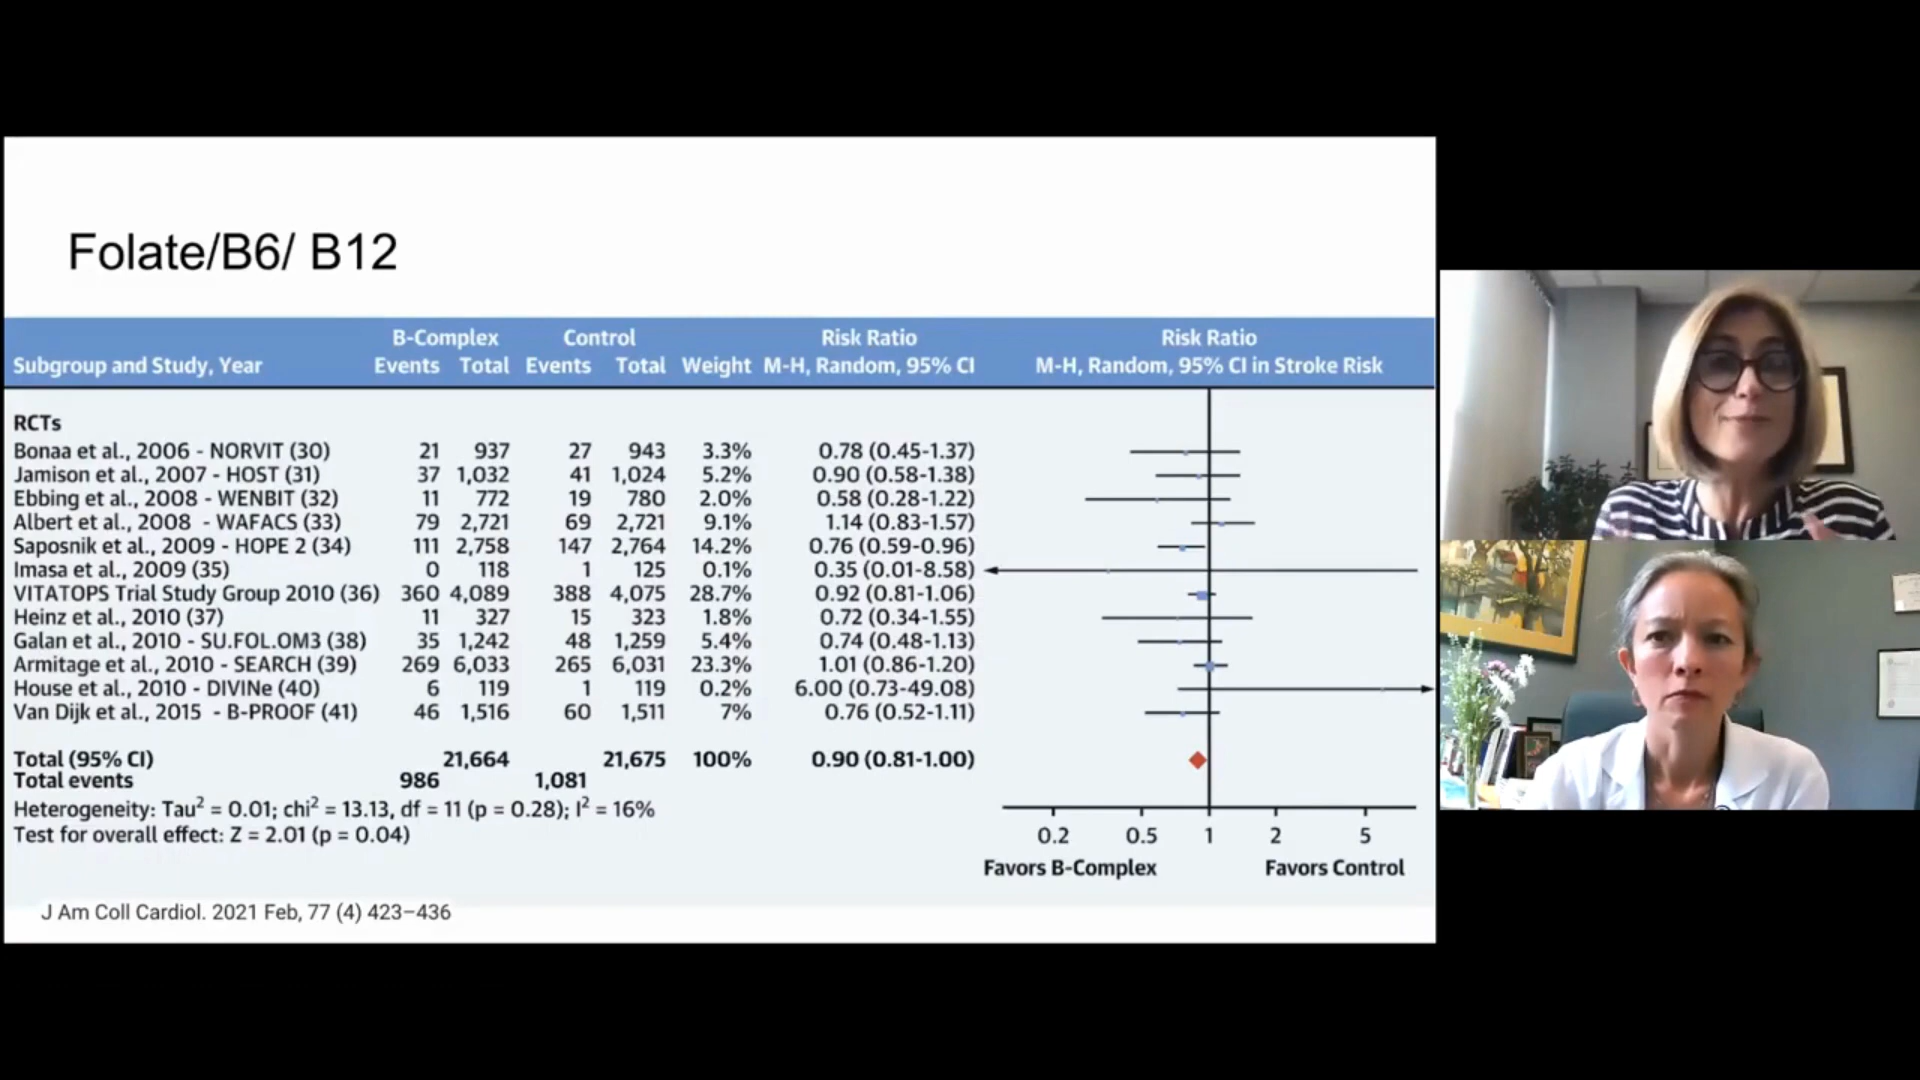 Folate/B6/ B12
B-Complex Control Risk Ratio Risk Ratio
Subgroup and Study, Year Events Total Events Total Weight M-H, Random, 95% CI M-H, Random, 95% CI in Stroke Risk
RCTs
Bonaa et al., 2006 - NORVIT (30) 21 937 27 943 3.3% 0.78 (0.45-1.37)
Jamison et al., 2007 - HOST (31) 37 1,032 41 1,024 5.2% 0.90 (0.58-1.38)
Ebbing et al., 2008 - WENBIT (32) 11 772 19 780 2.0% 0.58 (0.28-1.22)
Albert et al., 2008 - WAFACS (33) 79 2,721 69 2,721 9.1% 1.14 (0.83-1.57)
Saposnik et al., 2009 - HOPE 2 (34) 111 2,758 147 2,764 14.2% 0.76 (0.59-0.96)
Imasa et al., 2009 (35) 0 118 1 125 0.1% 0.35 (0.01-8.58)
VITATOPS Trial Study Group 2010 (36) 360 4,089 388 4,075 28.7% 0.92 (0.81-1.06)
Heinz et al., 2010 (37) 11 327 15 323 1.8% 0.72 (0.34-1.55)
Galan et al., 2010 - SU.FOL.OM3 (38) 35 1,242 48 1,259 5.4% 0.74 (0.48-1.13)
Armitage et al., 2010 - SEARCH (39) 269 6,033 265 6,031 23.3% 1.01 (0.86-1.20)
House et al., 2010 - DIVINe (40) 6 119 1 119 0.2% 6.00 (0.73-49.08)
Van Dijk et al., 2015 - B-PROOF (41) 46 1,516 60 1,511 7% 0.76 (0.52-1.11)
Total (95% CI) 21,664 21,675 100% 0.90 (0.81-1.00)
Total events 986 1,081
Heterogeneity: Tau² = 0.01; chi² = 13.13, df = 11 (p = 0.28); I² = 16%
Test for overall effect: Z = 2.01 (p = 0.04)
0.2 0.5 1 2 5
Favors B-Complex Favors Control
J Am Coll Cardiol. 2021 Feb, 77 (4) 423–436